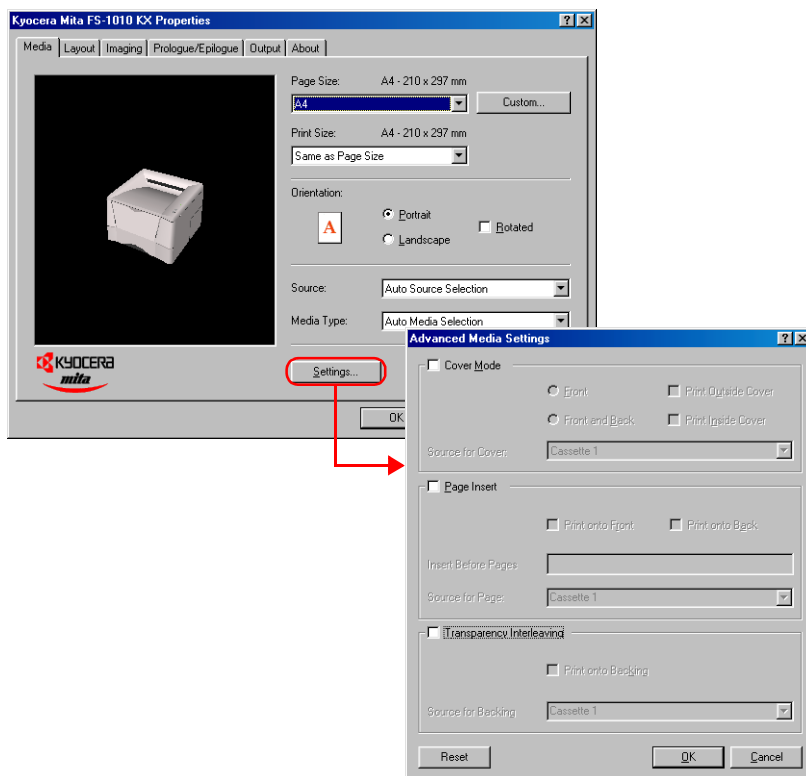 Kyocera Mita FS-1010 KX Properties
Media Layout Imaging Prologue/Epilogue Output About
Page Size: A4 - 210 x 297 mm
A4 Custom...
Print Size: A4 - 210 x 297 mm
Same as Page Size
Orientation:
A Portrait Rotated
Landscape
Source: Auto Source Selection
Media Type: Auto Media Selection
KYOCERA
mita
Settings...
OK
Advanced Media Settings
Cover Mode
Front Print Outside Cover
Front and Back Print Inside Cover
Source for Cover: Cassette 1
Page Insert
Print onto Front Print onto Back
Insert Before Pages
Source for Page: Cassette 1
Transparency Interleaving
Print onto Backing
Source for Backing Cassette 1
Reset OK Cancel